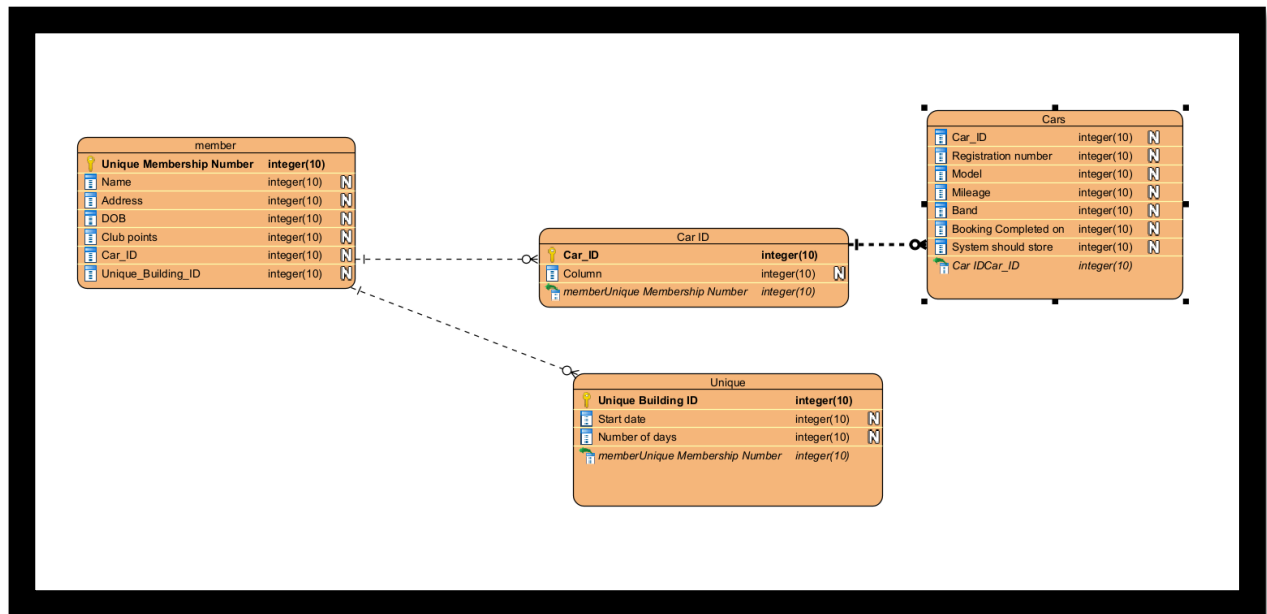 member
Unique Membership Number integer(10)
Name integer(10) N
Address integer(10) N
DOB integer(10) N
Club points integer(10) N
Car_ID integer(10) N
Unique_Building_ID integer(10) N
Car ID
Car_ID integer(10)
Column integer(10) N
memberUnique Membership Number integer(10)
Cars
Car_ID integer(10) N
Registration number integer(10) N
Model integer(10) N
Mileage integer(10) N
Band integer(10) N
Booking Completed on integer(10) N
System should store integer(10) N
Car IDCar_ID integer(10)
Unique
Unique Building ID integer(10)
Start date integer(10) N
Number of days integer(10) N
memberUnique Membership Number integer(10)